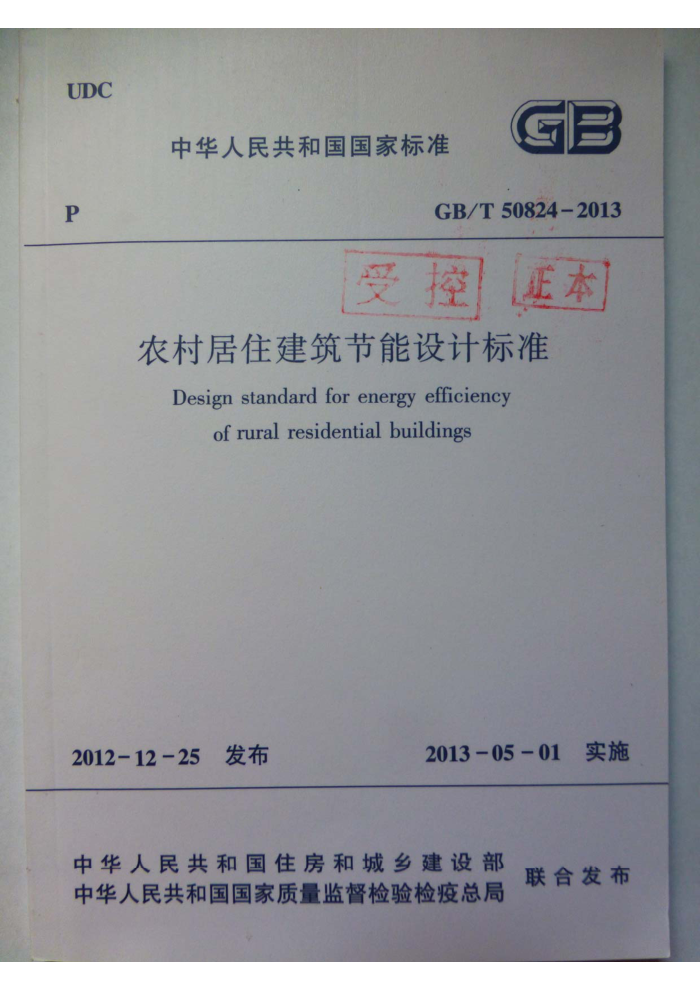 UDC
GB
中华人民共和国国家标准
P
GB/T 50824-2013
受控
正本
农村居住建筑节能设计标准
Design standard for energy efficiency
of rural residential buildings
2012-12-25 发布
2013-05-01 实施
中华人民共和国住房和城乡建设部
中华人民共和国国家质量监督检验检疫总局
联合发布